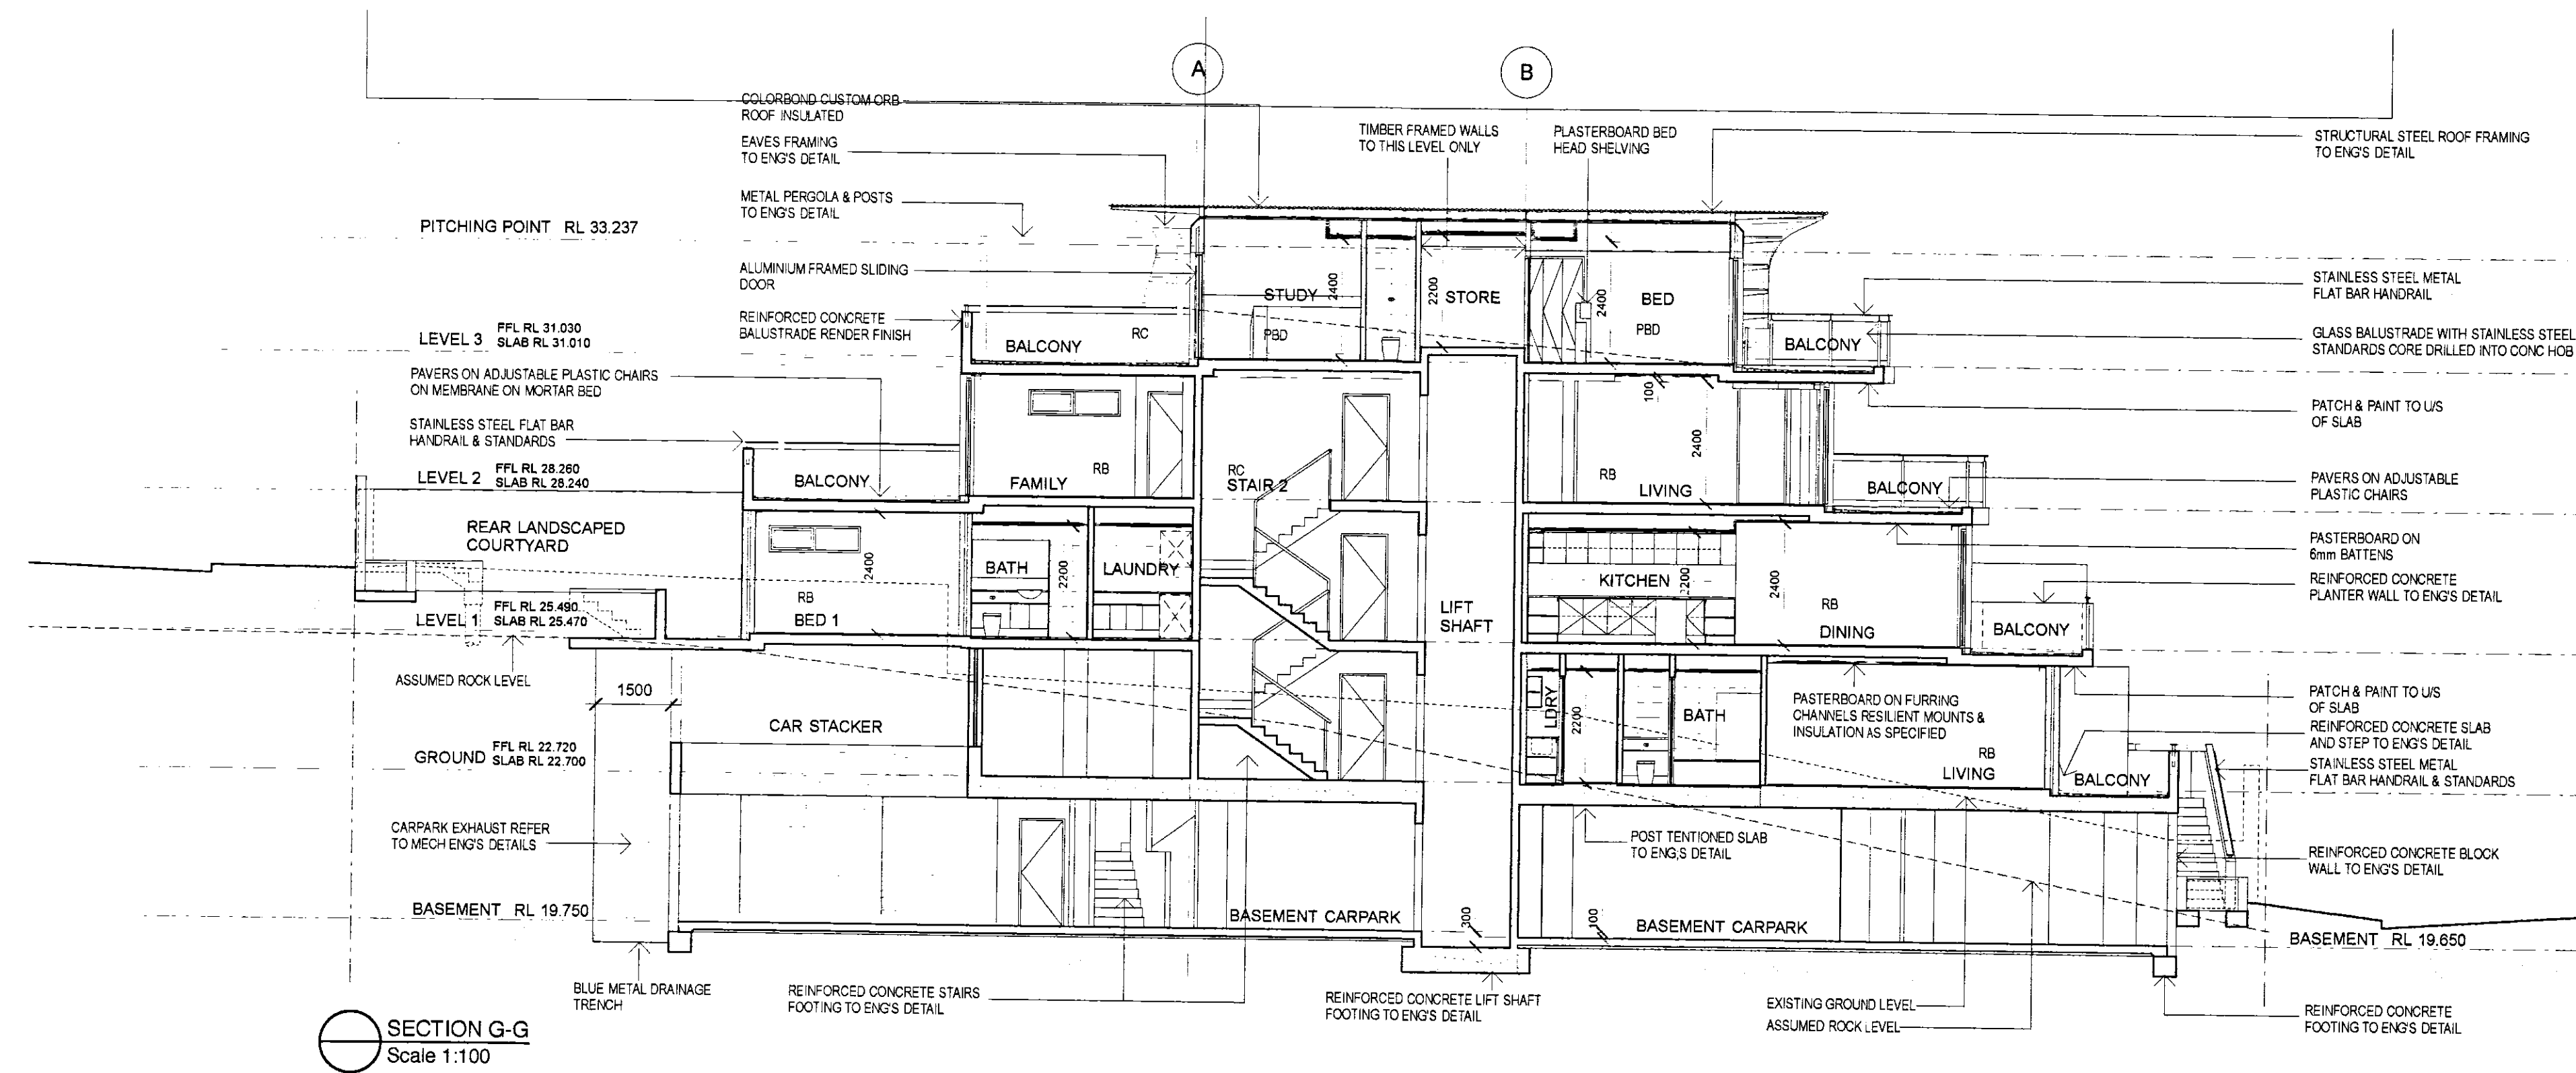 A
B
COLORBOND CUSTOM ORB
ROOF INSULATED
EAVES FRAMING
TO ENG'S DETAIL
METAL PERGOLA & POSTS
TO ENG'S DETAIL
TIMBER FRAMED WALLS
TO THIS LEVEL ONLY
PLASTERBOARD BED
HEAD SHELVING
STRUCTURAL STEEL ROOF FRAMING
TO ENG'S DETAIL
PITCHING POINT RL 33.237
ALUMINIUM FRAMED SLIDING
DOOR
REINFORCED CONCRETE
BALUSTRADE RENDER FINISH
STAINLESS STEEL METAL
FLAT BAR HANDRAIL
GLASS BALUSTRADE WITH STAINLESS STEEL
STANDARDS CORE DRILLED INTO CONC HOB
LEVEL 3
FFL RL 31.030
SLAB RL 31.010
BALCONY
RC
STUDY
2400
PBD
2200
STORE
2400
BED
PBD
BALCONY
PAVERS ON ADJUSTABLE PLASTIC CHAIRS
ON MEMBRANE ON MORTAR BED
STAINLESS STEEL FLAT BAR
HANDRAIL & STANDARDS
PATCH & PAINT TO U/S
OF SLAB
LEVEL 2
FFL RL 28.260
SLAB RL 28.240
BALCONY
FAMILY
RB
RC
STAIR 2
100
2400
RB
LIVING
BALCONY
PAVERS ON ADJUSTABLE
PLASTIC CHAIRS
REAR LANDSCAPED
COURTYARD
PASTERBOARD ON
6mm BATTENS
REINFORCED CONCRETE
PLANTER WALL TO ENG'S DETAIL
LEVEL 1
FFL RL 25.490
SLAB RL 25.470
RB
BED 1
2400
BATH
2200
LAUNDRY
LIFT
SHAFT
KITCHEN
2200
2400
RB
DINING
BALCONY
ASSUMED ROCK LEVEL
1500
CAR STACKER
LDRY
2200
BATH
PASTERBOARD ON FURRING
CHANNELS RESILIENT MOUNTS &
INSULATION AS SPECIFIED
RB
LIVING
BALCONY
PATCH & PAINT TO U/S
OF SLAB
REINFORCED CONCRETE SLAB
AND STEP TO ENG'S DETAIL
STAINLESS STEEL METAL
FLAT BAR HANDRAIL & STANDARDS
GROUND
FFL RL 22.720
SLAB RL 22.700
CARPARK EXHAUST REFER
TO MECH ENG'S DETAILS
POST TENTIONED SLAB
TO ENG;S DETAIL
REINFORCED CONCRETE BLOCK
WALL TO ENG'S DETAIL
BASEMENT RL 19.750
BASEMENT CARPARK
300
100
BASEMENT CARPARK
BASEMENT RL 19.650
BLUE METAL DRAINAGE
TRENCH
REINFORCED CONCRETE STAIRS
FOOTING TO ENG'S DETAIL
REINFORCED CONCRETE LIFT SHAFT
FOOTING TO ENG'S DETAIL
EXISTING GROUND LEVEL
ASSUMED ROCK LEVEL
REINFORCED CONCRETE
FOOTING TO ENG'S DETAIL
SECTION G-G
Scale 1:100